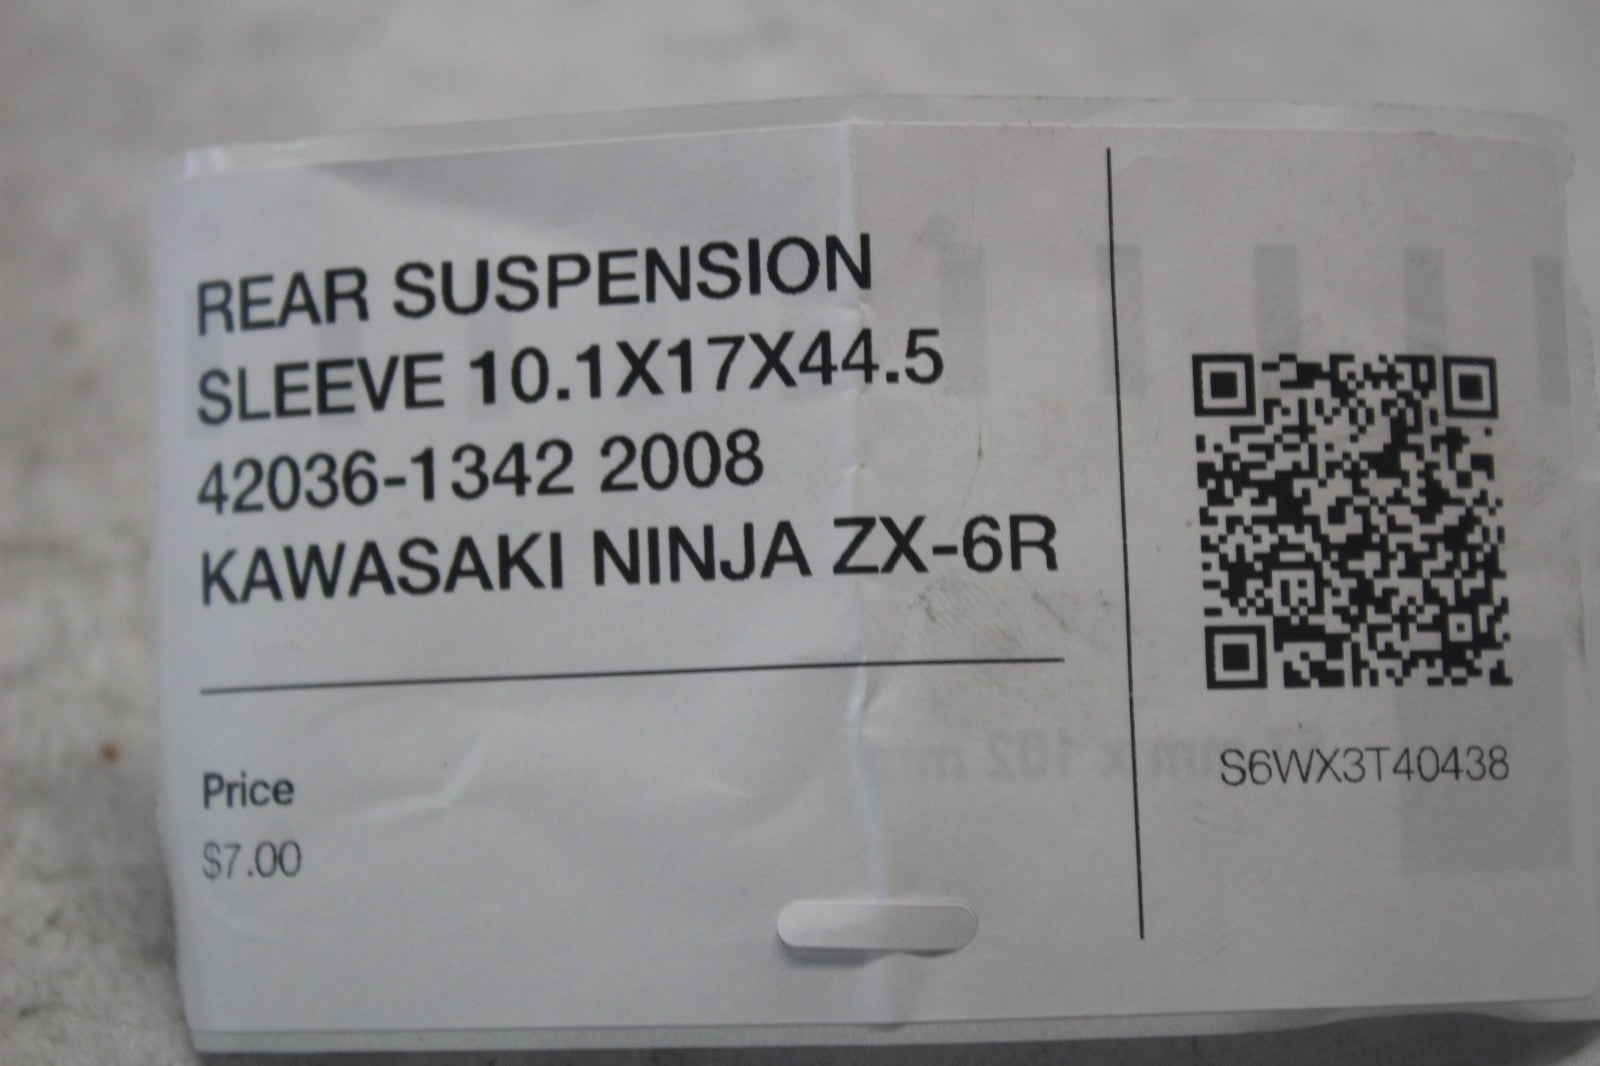 REAR SUSPENSION
SLEEVE 10.1X17X44.5
42036-1342 2008
KAWASAKI NINJA ZX-6R
Price
$7.00
S6WX3T40438